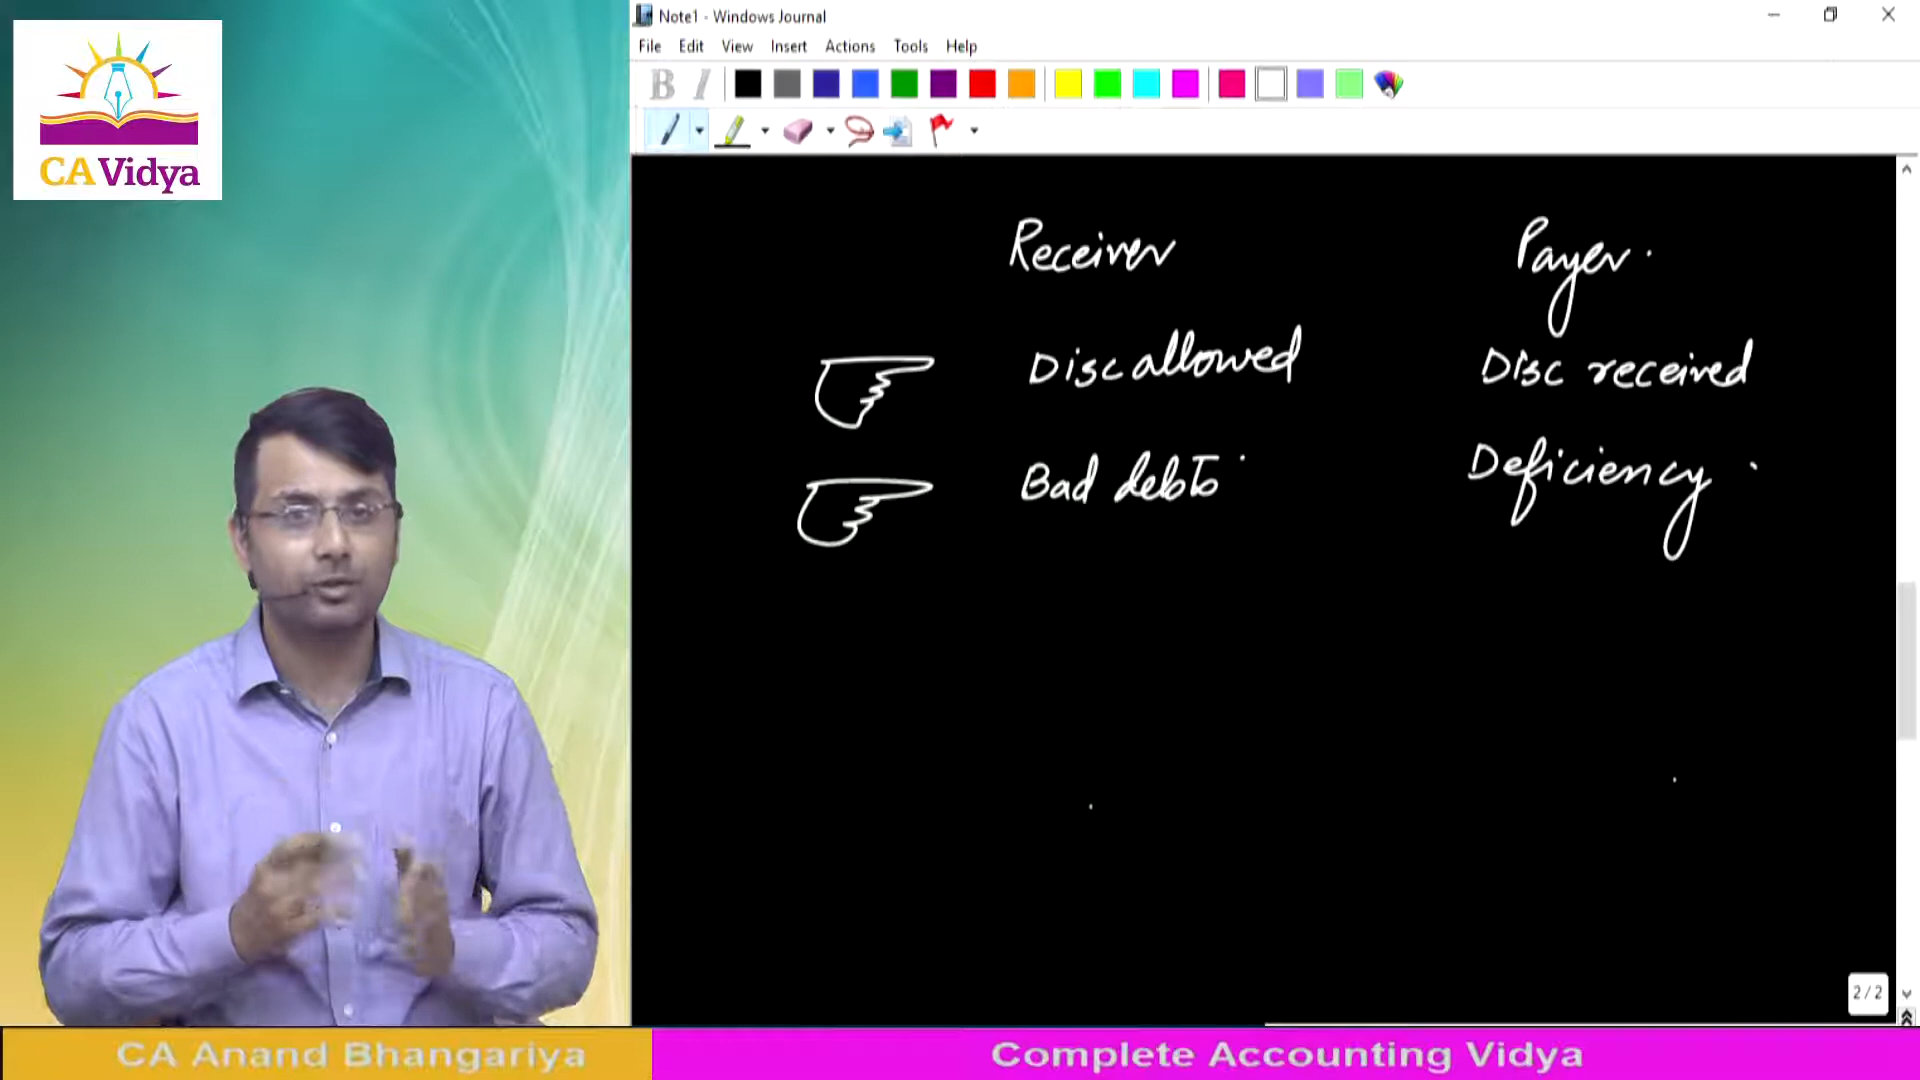 CA Vidya
Note1 - Windows Journal
File Edit View Insert Actions Tools Help
B I
Receiver Payer.
Disc allowed Disc received
Bad debts Deficiency
2 / 2
CA Anand Bhangariya
Complete Accounting Vidya